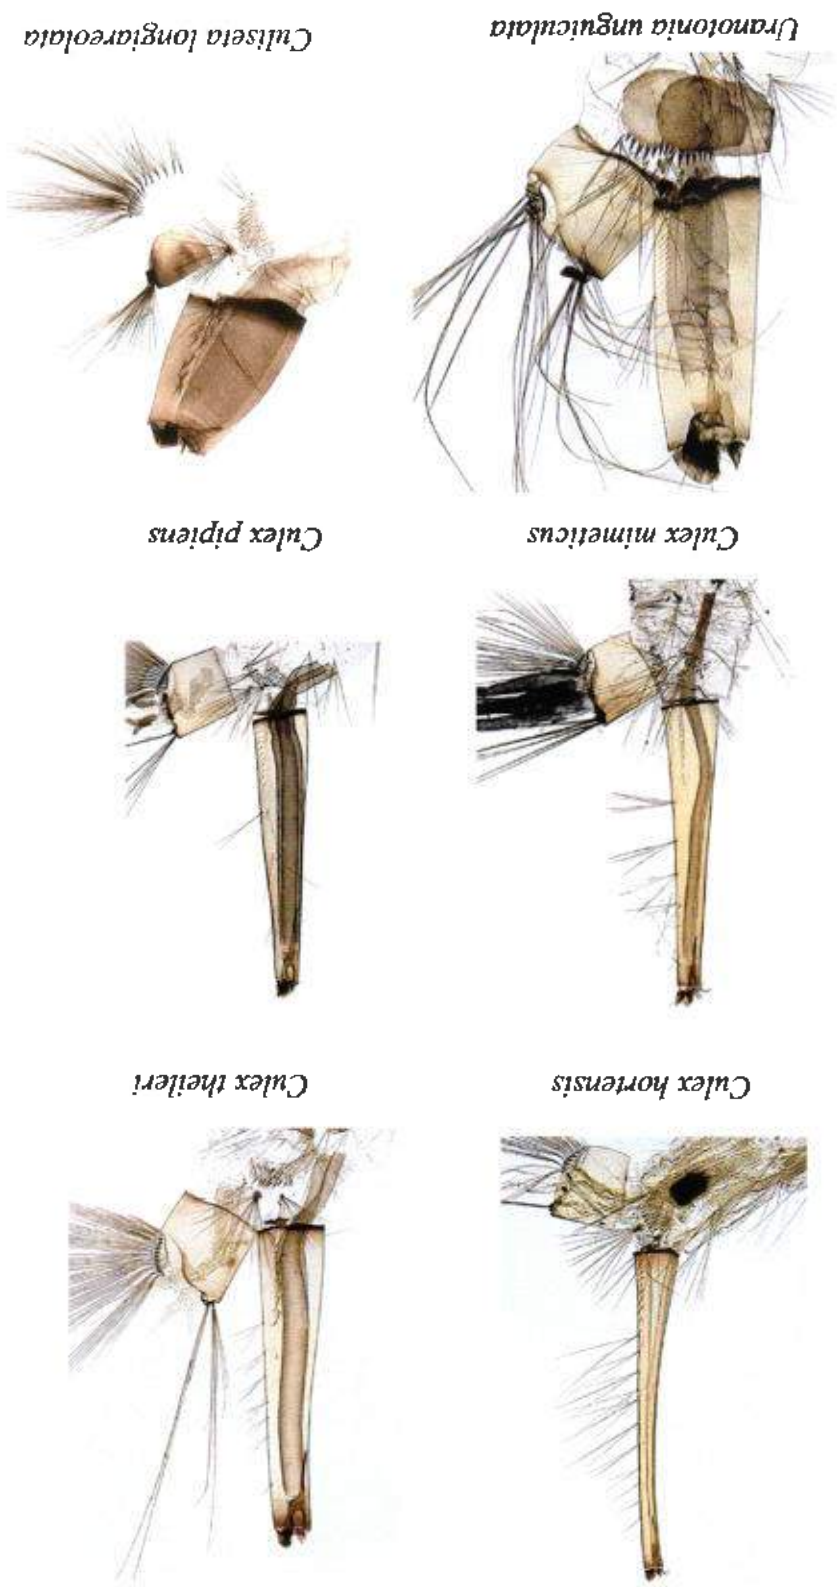 Culex hortensis
Culex theileri
Culex mimeticus
Culex pipiens
Uranotonia unguiculata
Culiseta longiareolata